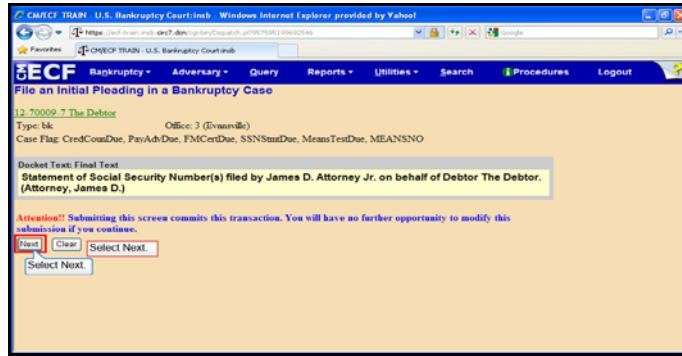 CM/ECF TRAIN - U.S. Bankruptcy Court:insb - Windows Internet Explorer provided by Yahoo!
Google
Favorites
CM/ECF TRAIN - U.S. Bankruptcy Court:insb
ECF Bankruptcy Adversary Query Reports Utilities Search Procedures Logout ?
File an Initial Pleading in a Bankruptcy Case
12-70009-7 The Debtor
Type: bk Office: 3 (Evansville)
Case Flag: CredCounDue, PayAdvDue, FMCertDue, SSNStmtDue, MeansTestDue, MEANSNO
Docket Text: Final Text
Statement of Social Security Number(s) filed by James D. Attorney Jr. on behalf of Debtor The Debtor.
(Attorney, James D.)
Attention!! Submitting this screen commits this transaction. You will have no further opportunity to modify this
submission if you continue.
Next Clear Select Next.
Select Next.